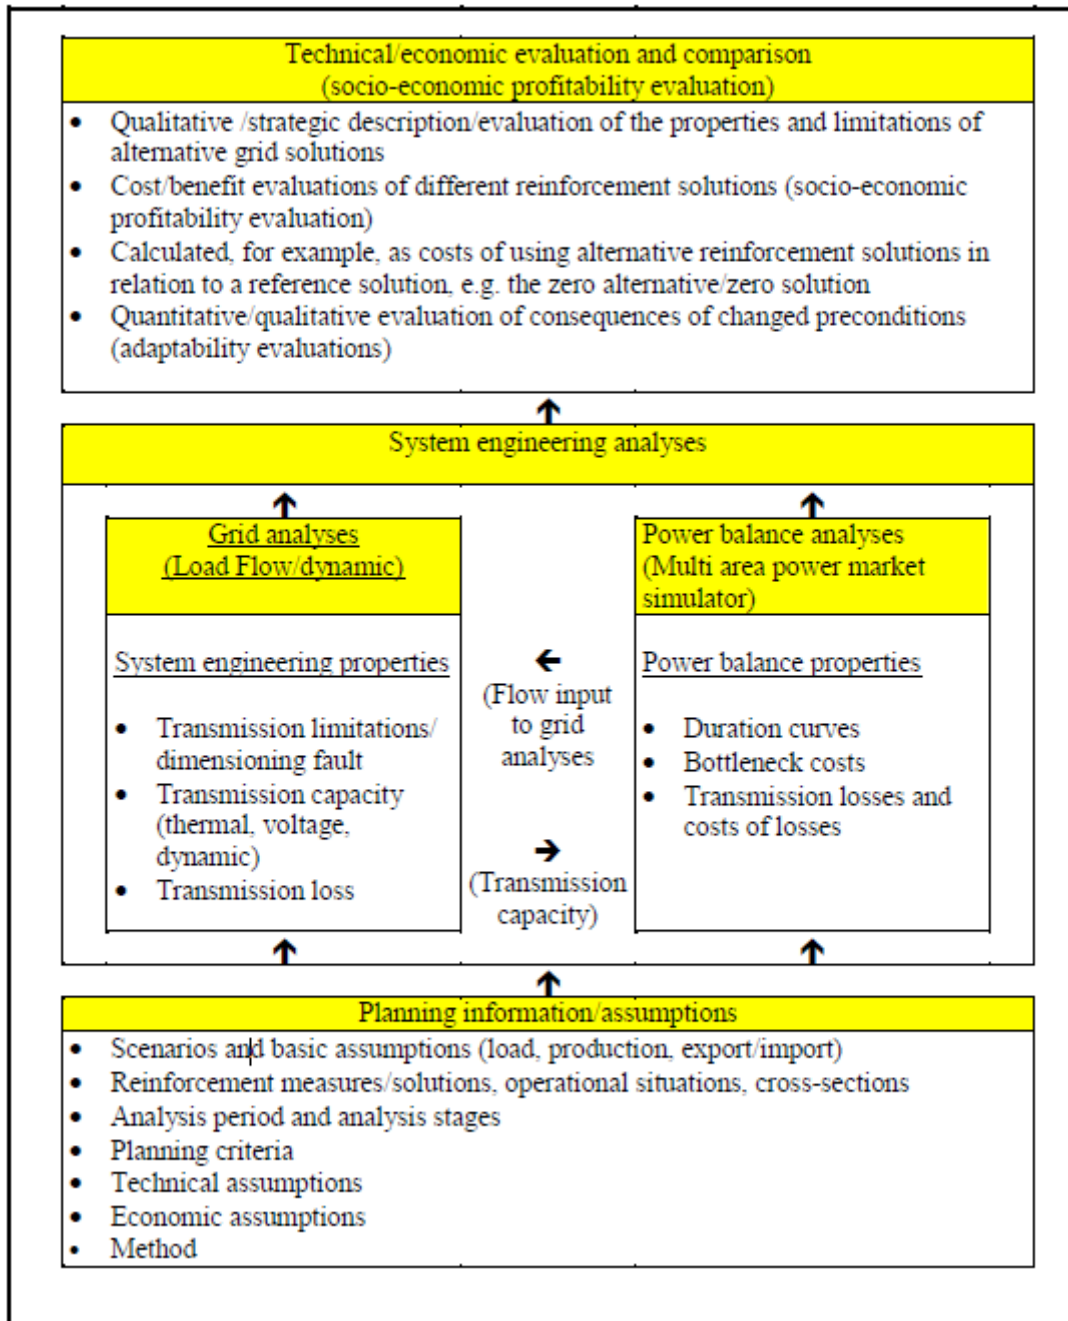 Technical/economic evaluation and comparison
(socio-economic profitability evaluation)
• Qualitative /strategic description/evaluation of the properties and limitations of
alternative grid solutions
• Cost/benefit evaluations of different reinforcement solutions (socio-economic
profitability evaluation)
• Calculated, for example, as costs of using alternative reinforcement solutions in
relation to a reference solution, e.g. the zero alternative/zero solution
• Quantitative/qualitative evaluation of consequences of changed preconditions
(adaptability evaluations)
System engineering analyses
Grid analyses
(Load Flow/dynamic)
System engineering properties
• Transmission limitations/
dimensioning fault
• Transmission capacity
(thermal, voltage,
dynamic)
• Transmission loss
(Flow input
to grid
analyses
(Transmission
capacity)
Power balance analyses
(Multi area power market
simulator)
Power balance properties
• Duration curves
• Bottleneck costs
• Transmission losses and
costs of losses
Planning information/assumptions
• Scenarios and basic assumptions (load, production, export/import)
• Reinforcement measures/solutions, operational situations, cross-sections
• Analysis period and analysis stages
• Planning criteria
• Technical assumptions
• Economic assumptions
• Method